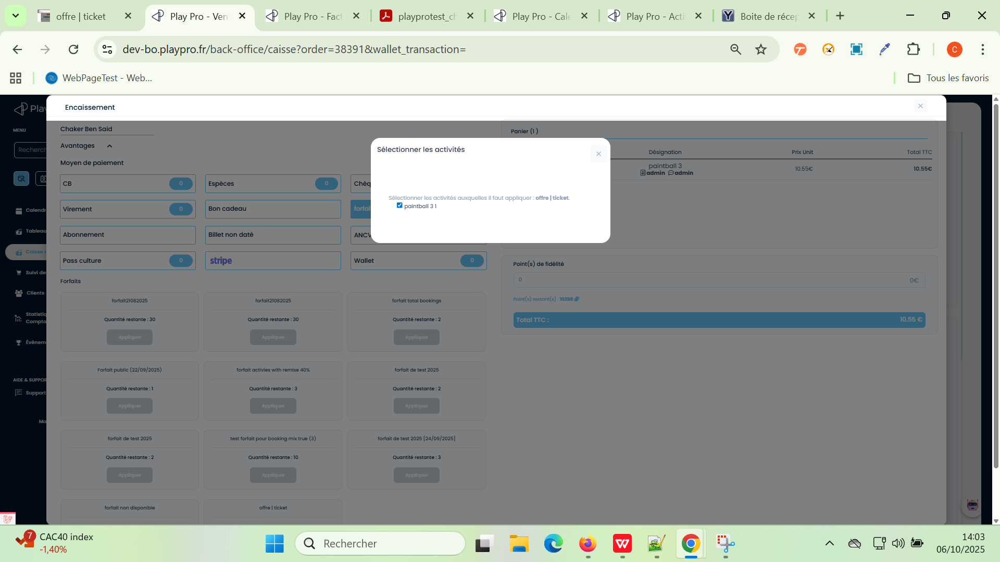 offre | ticket
Play Pro - Ven
Play Pro - Fact
playprotest_ch
Play Pro - Cale
Play Pro - Acti
Boite de récep
dev-bo.playpro.fr/back-office/caisse?order=38391&wallet_transaction=
C
WebPageTest - Web...
Tous les favoris
Play
Encaissement
MENU
Recherch
Calendr
Tableau
Caisse r
Suivi de
Clients
Statistiq
Compta
Évènem
AIDE & SUPPOR
Support
Ma
Chaker Ben Said
Avantages
Moyen de paiement
CB 0
Espèces 0
Chèq
Virement 0
Bon cadeau
forfai
Abonnement
Billet non daté
ANCV
Pass culture 0
stripe
Wallet 0
Forfaits
forfait21082025
Quantité restante : 30
Appliquer
forfait21082025
Quantité restante : 30
Appliquer
forfait total bookings
Quantité restante : 2
Appliquer
Forfait public (22/09/2025)
Quantité restante : 1
Appliquer
forfait activies with remise 40%
Quantité restante : 3
Appliquer
forfait de test 2025
Quantité restante : 2
Appliquer
forfait de test 2025
Quantité restante : 2
Appliquer
test forfait pour booking mix true (3)
Quantité restante : 10
Appliquer
forfait de test 2025 [24/09/2025]
Quantité restante : 3
Appliquer
forfait non disponible
offre | ticket
Sélectionner les activités
Sélectionner les activités auxquelles il faut appliquer : offre | ticket.
paintball 3 1
Panier (1 )
Désignation Prix Unit Total TTC
paintball 3 10.55€ 10.55€
admin admin
Point(s) de fidélité
0 0€
Point(s) restant(s) : 10298
Total TTC : 10.55 €
7
CAC40 index
-1,40%
Rechercher
14:03
06/10/2025